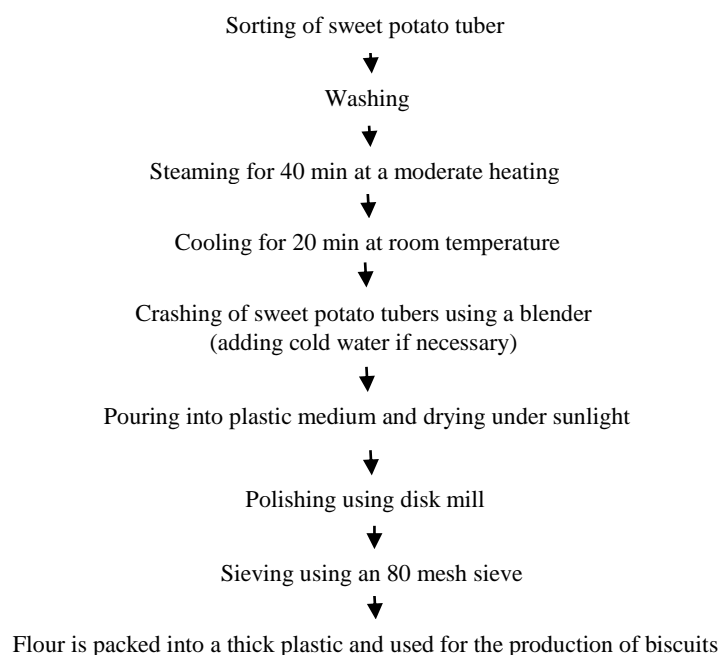 Sorting of sweet potato tuber
Washing
Steaming for 40 min at a moderate heating
Cooling for 20 min at room temperature
Crashing of sweet potato tubers using a blender
(adding cold water if necessary)
Pouring into plastic medium and drying under sunlight
Polishing using disk mill
Sieving using an 80 mesh sieve
Flour is packed into a thick plastic and used for the production of biscuits